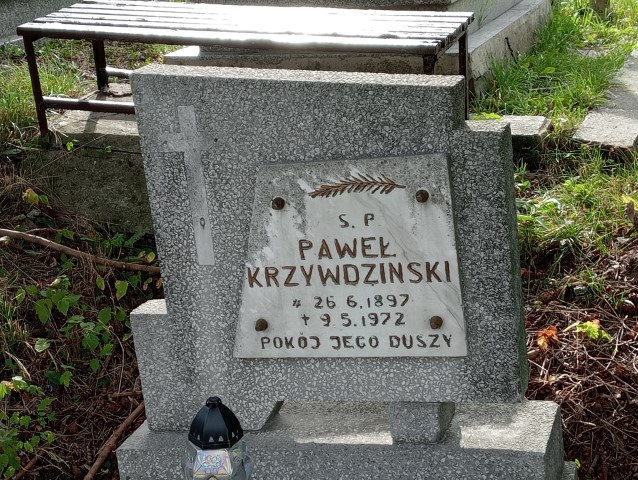 S. P
PAWEŁ
KRZYWDZINSKI
* 26.6.1897
† 9.5.1972
POKÓJ JEGO DUSZY